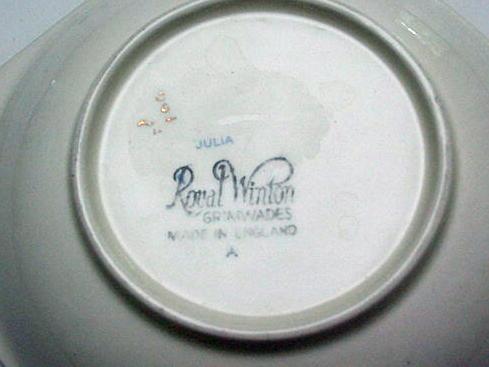 JULIA
Royal Winton
GRIMWADES
MADE IN ENGLAND
A